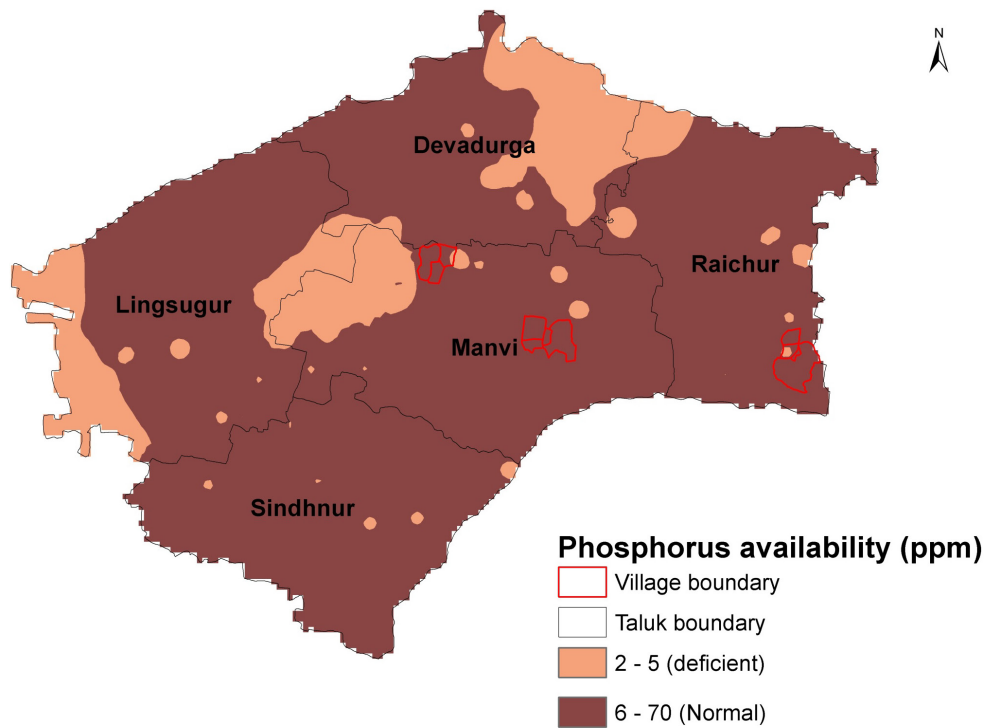 N
Devadurga
Raichur
Lingsugur
Manvi
Sindhnur
Phosphorus availability (ppm)
Village boundary
Taluk boundary
2 - 5 (deficient)
6 - 70 (Normal)